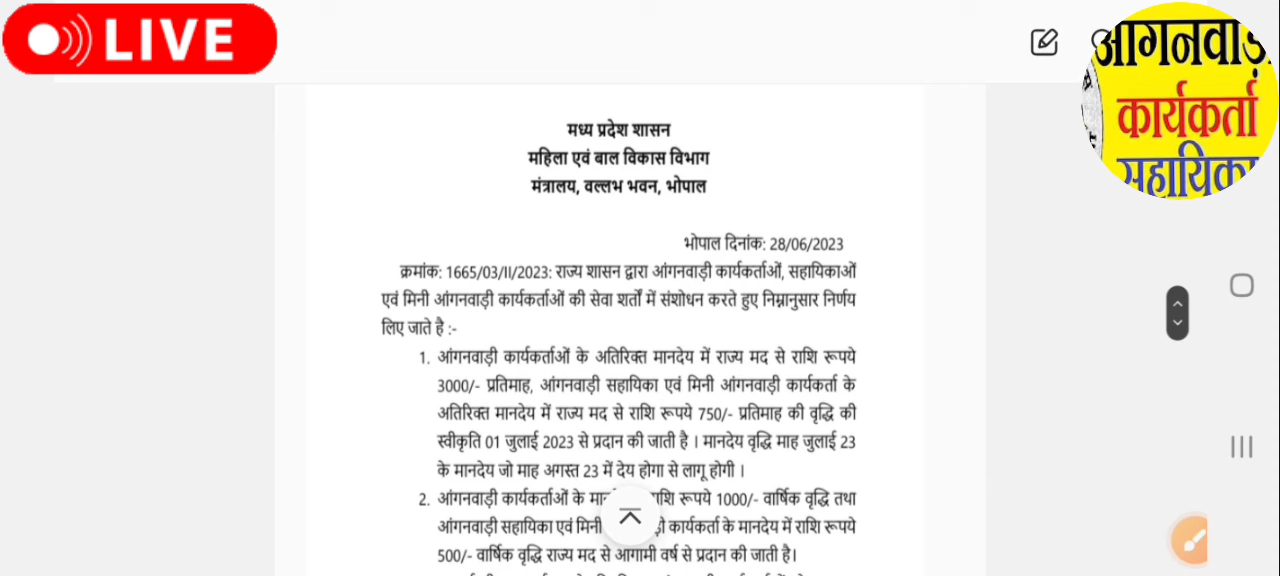 LIVE
आगनवाड़
कार्यकर्ता
सहायिका
मध्य प्रदेश शासन
महिला एवं बाल विकास विभाग
मंत्रालय, वल्लभ भवन, भोपाल
भोपाल दिनांक: 28/06/2023
क्रमांक: 1665/03/II/2023: राज्य शासन द्वारा आंगनवाड़ी कार्यकर्ताओं, सहायिकाओं
एवं मिनी आंगनवाड़ी कार्यकर्ताओं की सेवा शर्तों में संशोधन करते हुए निम्नानुसार निर्णय
लिए जाते है :-
1. आंगनवाड़ी कार्यकर्ताओं के अतिरिक्त मानदेय में राज्य मद से राशि रूपये
3000/- प्रतिमाह, आंगनवाड़ी सहायिका एवं मिनी आंगनवाड़ी कार्यकर्ता के
अतिरिक्त मानदेय में राज्य मद से राशि रूपये 750/- प्रतिमाह की वृद्धि की
स्वीकृति 01 जुलाई 2023 से प्रदान की जाती है । मानदेय वृद्धि माह जुलाई 23
के मानदेय जो माह अगस्त 23 में देय होगा से लागू होगी ।
2. आंगनवाड़ी कार्यकर्ताओं के राशि रूपये 1000/- वार्षिक वृद्धि तथा
आंगनवाड़ी सहायिका एवं मिनी कार्यकर्ता के मानदेय में राशि रूपये
500/- वार्षिक वृद्धि राज्य मद से आगामी वर्ष से प्रदान की जाती है।